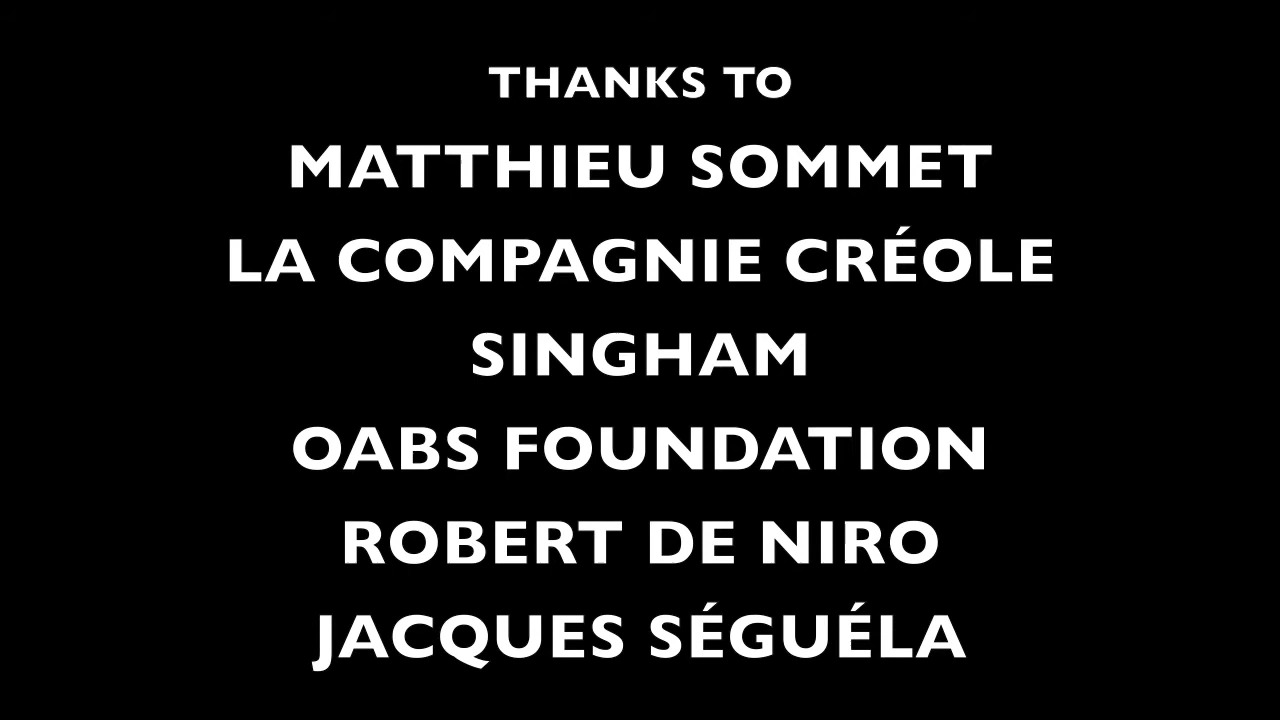 THANKS TO
MATTHIEU SOMMET
LA COMPAGNIE CRÉOLE
SINGHAM
OABS FOUNDATION
ROBERT DE NIRO
JACQUES SÉGUÉLA